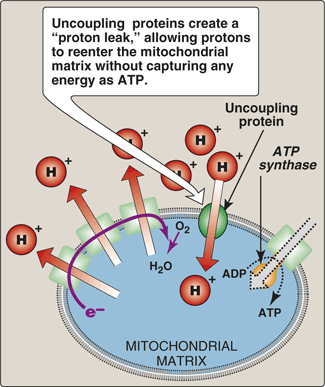 Uncoupling proteins create a
“proton leak,” allowing protons
to reenter the mitochondrial
matrix without capturing any
energy as ATP.
Uncoupling
protein
ATP
synthase
H+
H+
H+
H+
H+
H+
H+
H+
O2
H2O
e–
ADP
ATP
MITOCHONDRIAL
MATRIX